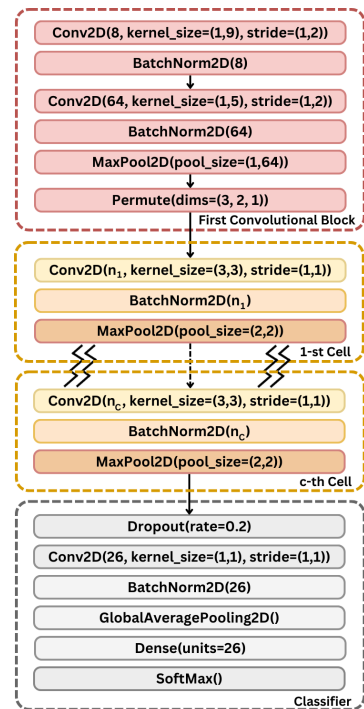 Conv2D(8, kernel_size=(1,9), stride=(1,2))
BatchNorm2D(8)
Conv2D(64, kernel_size=(1,5), stride=(1,2))
BatchNorm2D(64)
MaxPool2D(pool_size=(1,64))
Permute(dims=(3, 2, 1))
First Convolutional Block
Conv2D(n₁, kernel_size=(3,3), stride=(1,1))
BatchNorm2D(n₁)
MaxPool2D(pool_size=(2,2))
1-st Cell
Conv2D(n_C, kernel_size=(3,3), stride=(1,1))
BatchNorm2D(n_C)
MaxPool2D(pool_size=(2,2))
c-th Cell
Dropout(rate=0.2)
Conv2D(26, kernel_size=(1,1), stride=(1,1))
BatchNorm2D(26)
GlobalAveragePooling2D()
Dense(units=26)
SoftMax()
Classifier